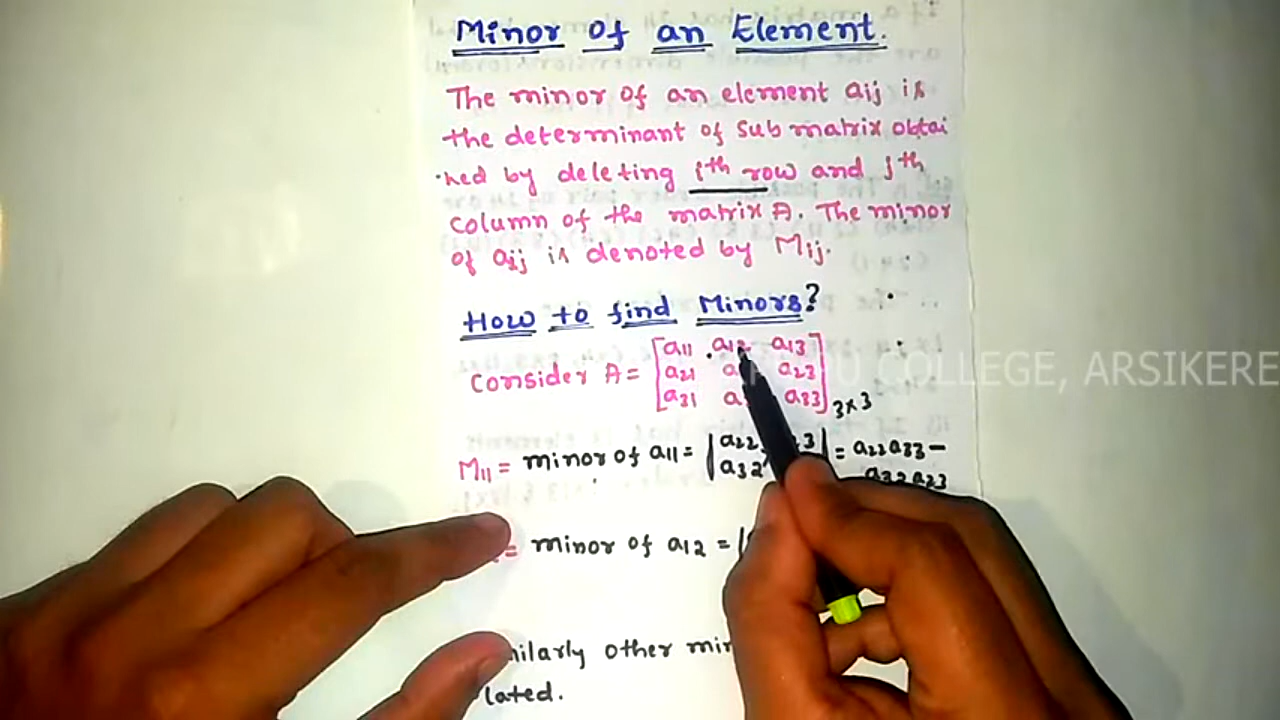 Minor of an Element.
The minor of an element aij is
the determinant of Sub matrix obtai
ned by deleting ith row and jth
column of the matrix A. The minor
of aij is denoted by Mij.
How to find Minors?
Consider A = [a11 a12 a13
a21 a23
a31 a33] 3×3
M11 = minor of a11 = |a22
a32 | = a22a33 −
a32a23
= minor of a12 = |
other
lated.
COLLEGE, ARSIKERE